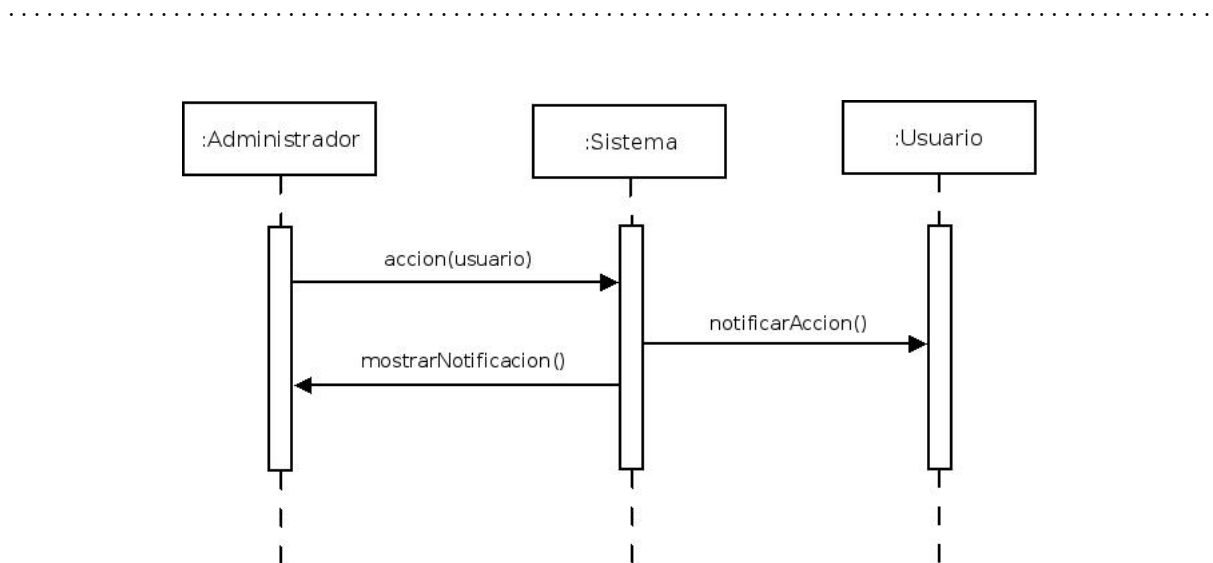 :Administrador
:Sistema
:Usuario
accion(usuario)
notificarAccion()
mostrarNotificacion()